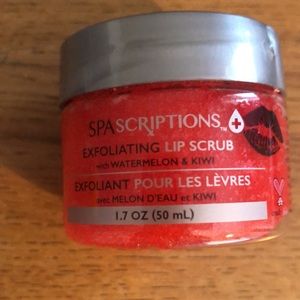 SPASCRIPTIONS™
EXFOLIATING LIP SCRUB
with WATERMELON & KIWI
EXFOLIANT POUR LES LÈVRES
avec MELON D'EAU et KIWI
1.7 OZ (50 mL)